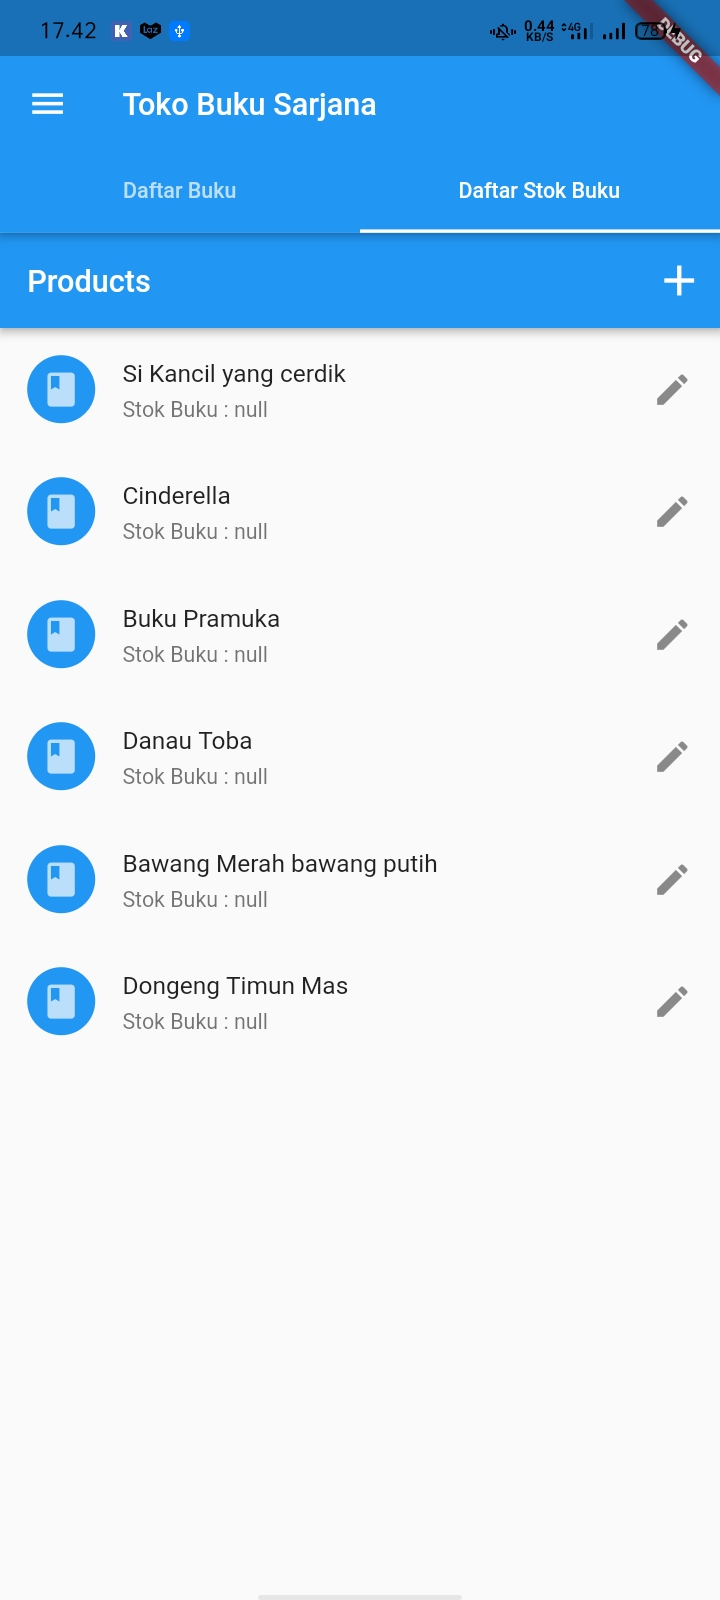 17.42
K
Laz
0.44
KB/S
4G
78
DEBUG
Toko Buku Sarjana
Daftar Buku
Daftar Stok Buku
Products
Si Kancil yang cerdik
Stok Buku : null
Cinderella
Stok Buku : null
Buku Pramuka
Stok Buku : null
Danau Toba
Stok Buku : null
Bawang Merah bawang putih
Stok Buku : null
Dongeng Timun Mas
Stok Buku : null